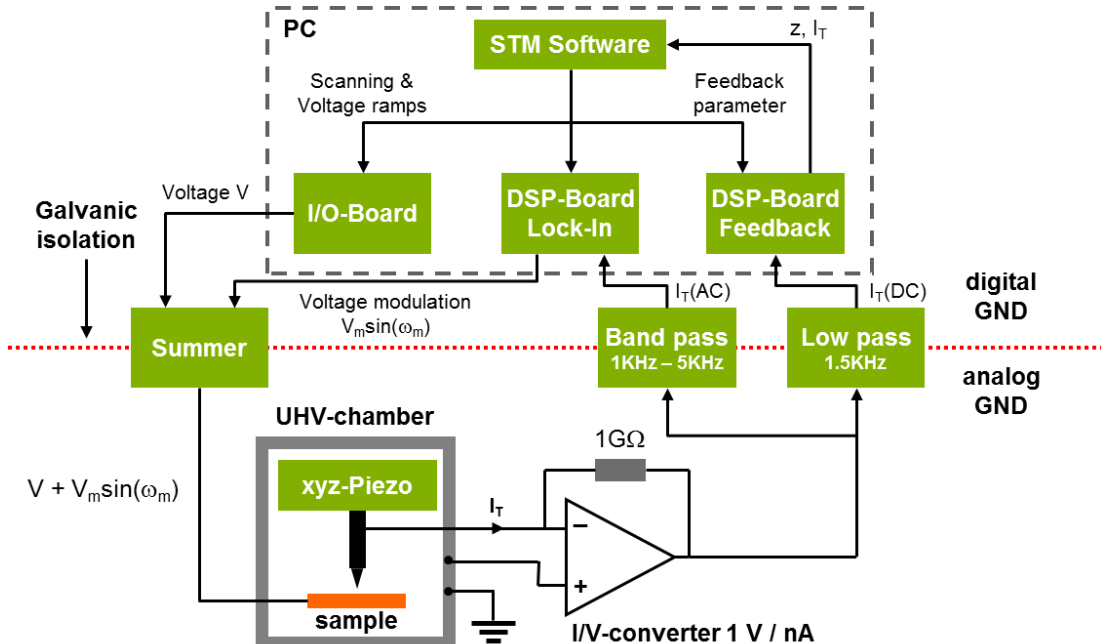 PC
STM Software
z, I_T
Scanning &
Voltage ramps
Feedback
parameter
Voltage V
I/O-Board
DSP-Board
Lock-In
DSP-Board
Feedback
Galvanic
isolation
Voltage modulation
V_m sin(ω_m)
I_T(AC)
I_T(DC)
digital
GND
Summer
Band pass
1KHz – 5KHz
Low pass
1.5KHz
analog
GND
UHV-chamber
1GΩ
V + V_m sin(ω_m)
xyz-Piezo
I_T
−
+
sample
I/V-converter 1 V / nA